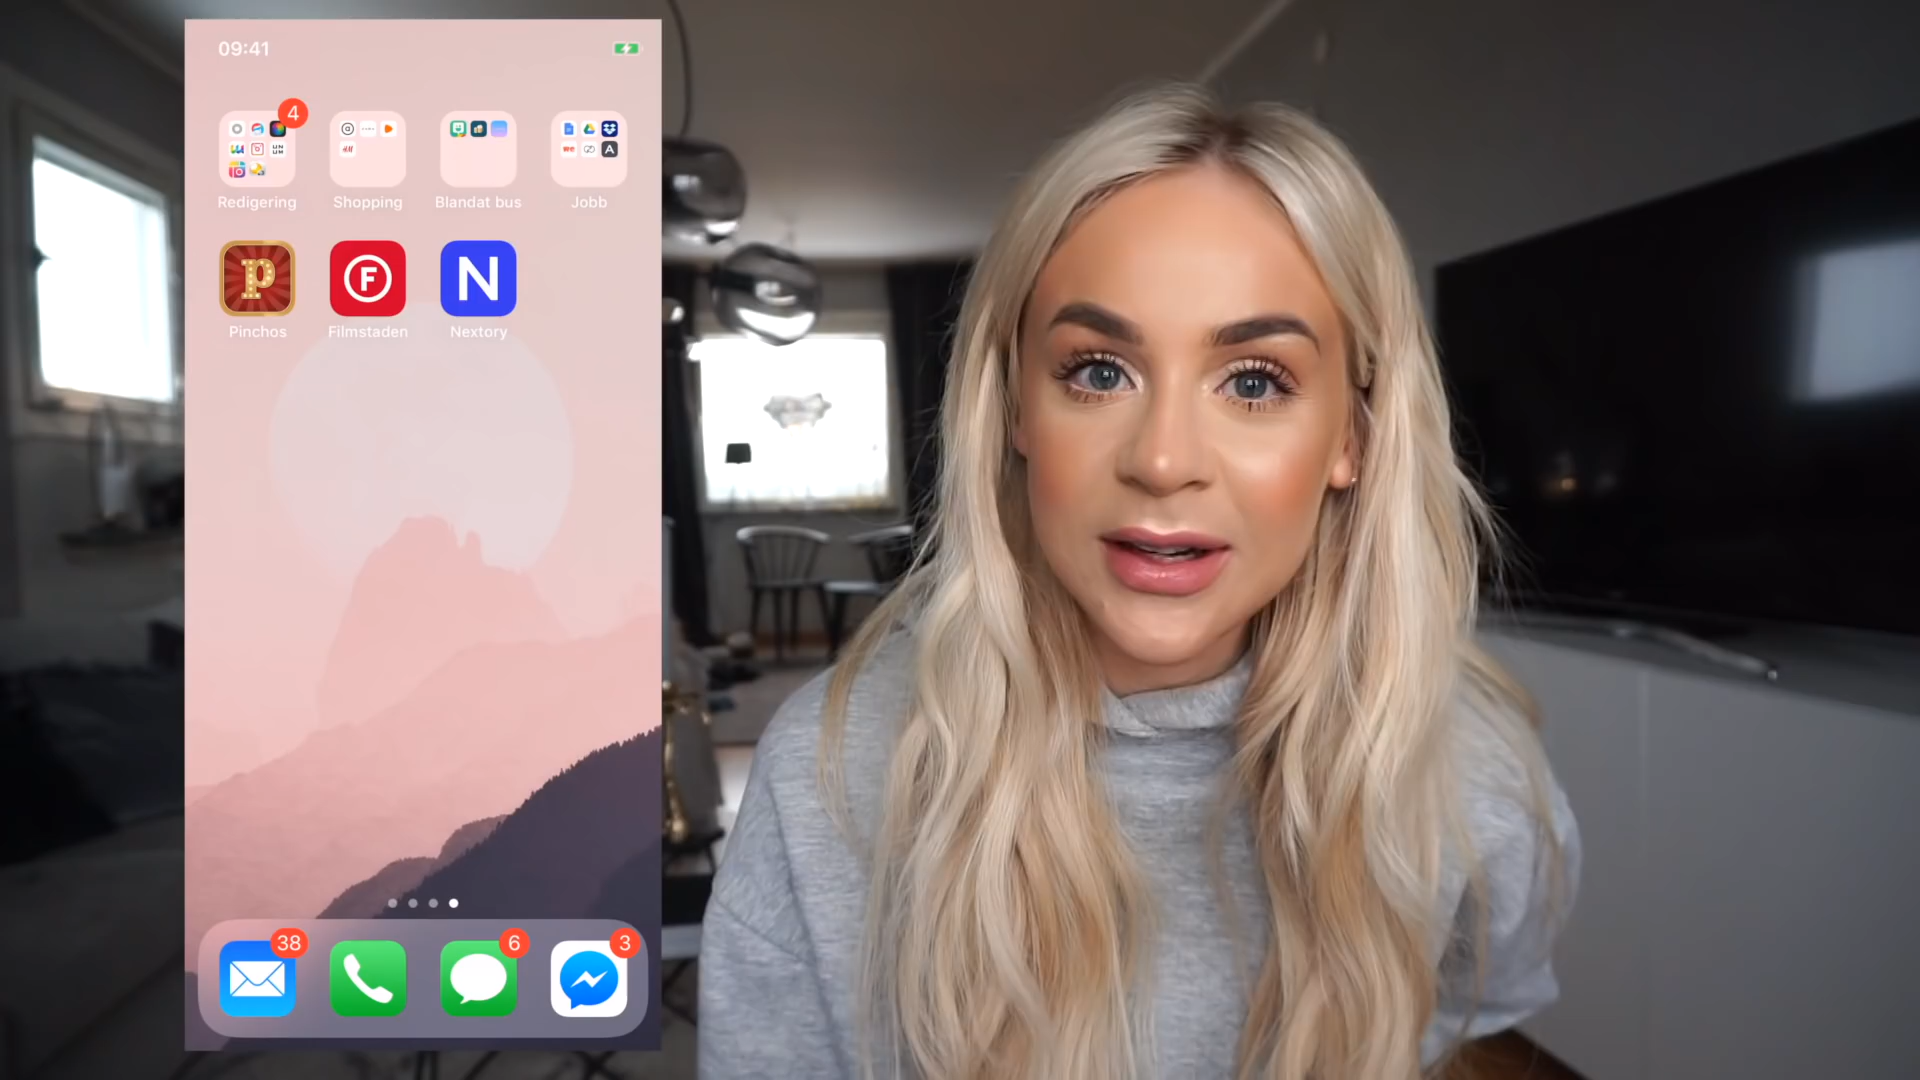 09:41
4
Redigering
Shopping
Blandat bus
Jobb
P
F
N
Pinchos
Filmstaden
Nextory
38
6
3